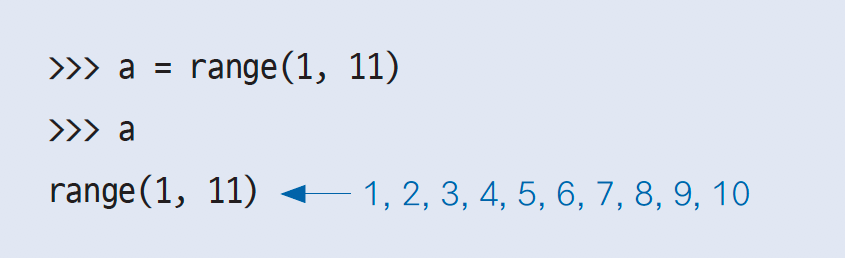 >>> a = range(1, 11)
>>> a
range(1, 11) 1, 2, 3, 4, 5, 6, 7, 8, 9, 10